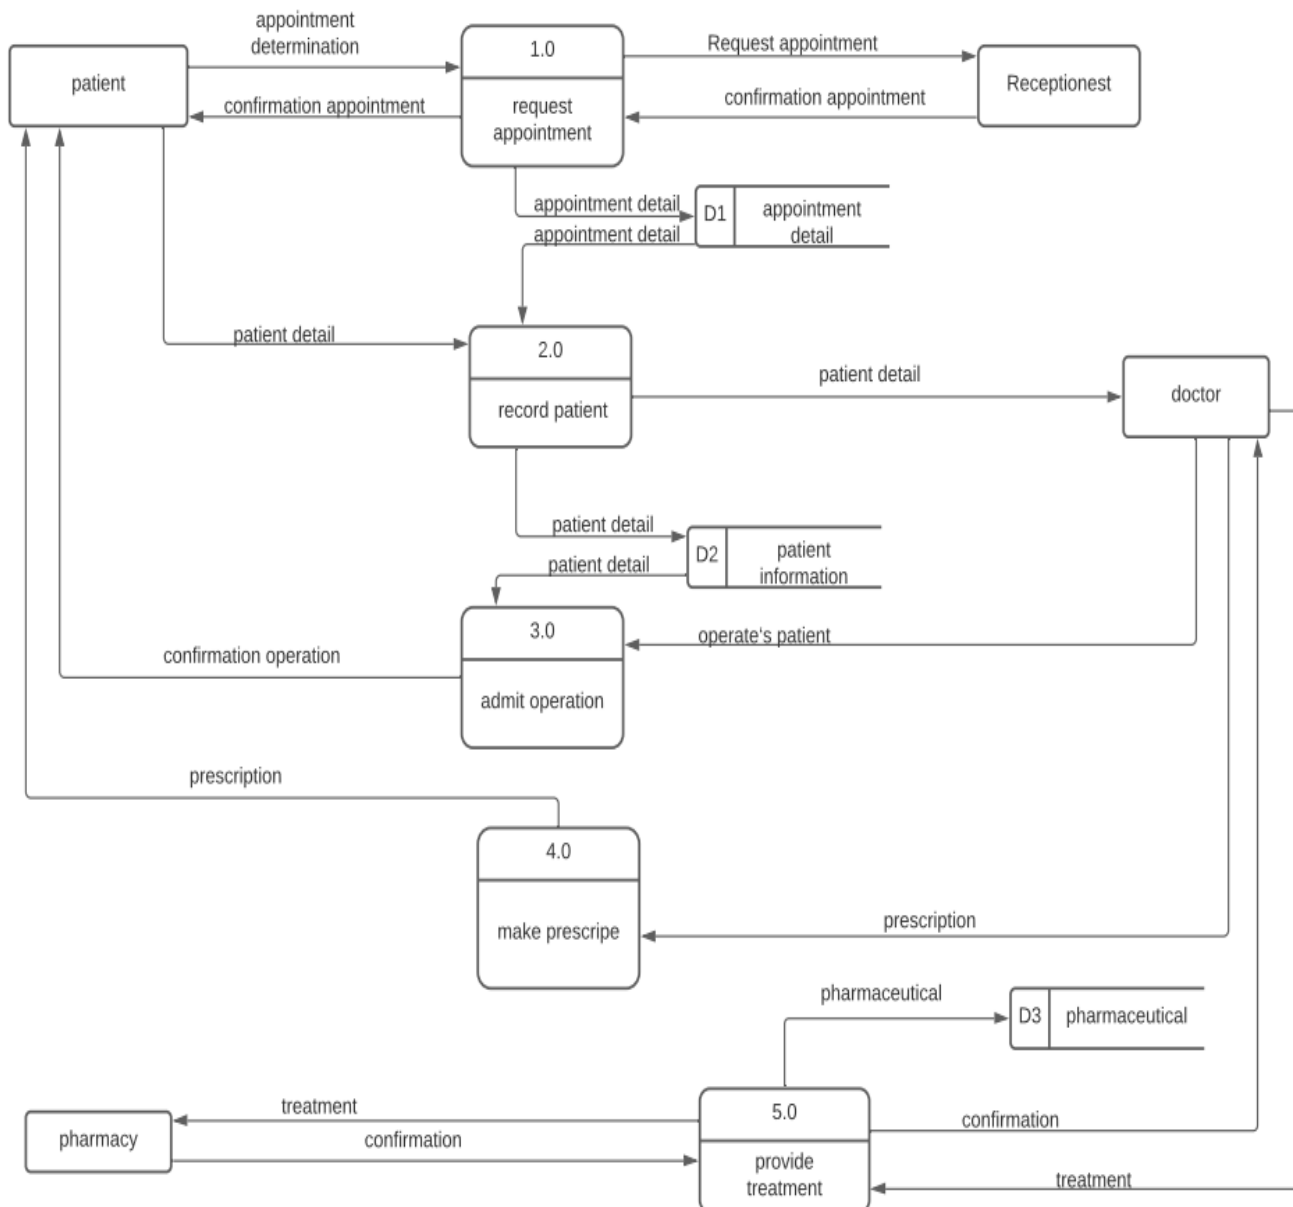 appointment
determination
1.0
Request appointment
patient
Receptionest
confirmation appointment
request
appointment
confirmation appointment
appointment detail
D1
appointment
detail
appointment detail
patient detail
2.0
patient detail
record patient
doctor
patient detail
D2
patient
information
patient detail
3.0
operate's patient
confirmation operation
admit operation
prescription
4.0
make prescripe
prescription
pharmaceutical
D3
pharmaceutical
treatment
5.0
confirmation
pharmacy
confirmation
provide
treatment
treatment